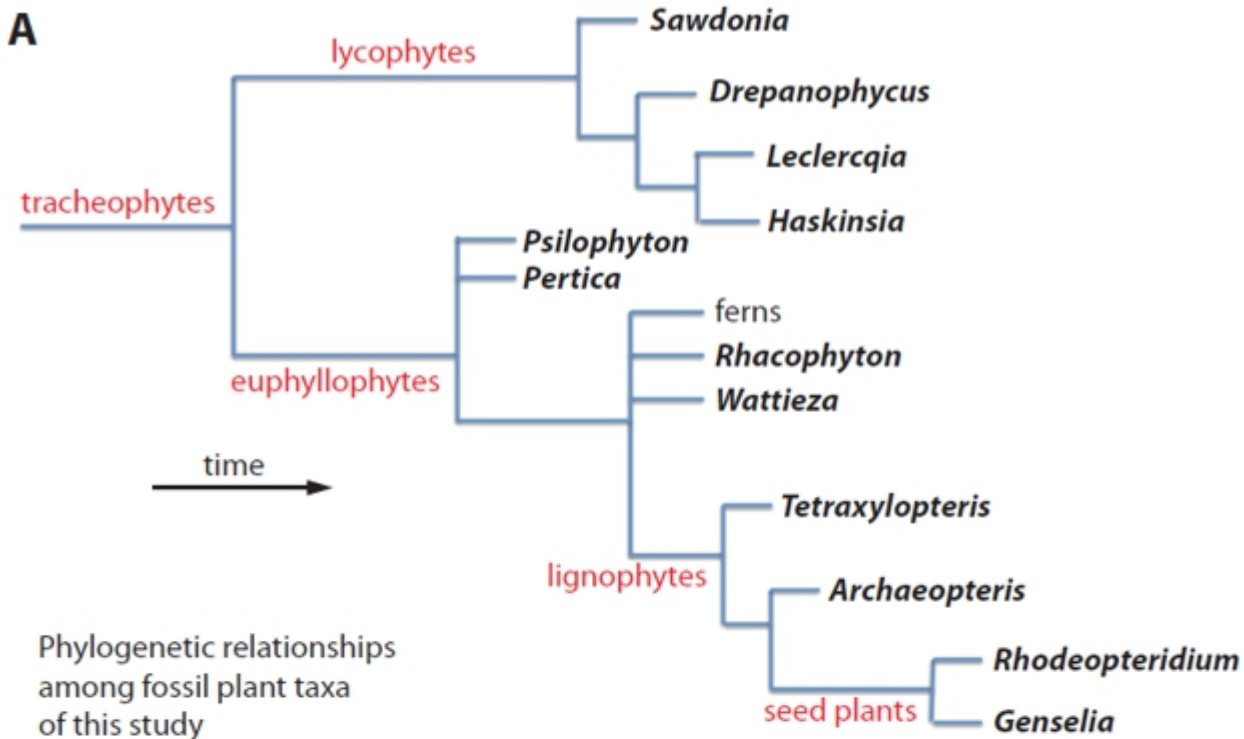 A
Sawdonia
lycophytes
Drepanophycus
Leclercqia
tracheophytes
Haskinsia
Psilophyton
Pertica
ferns
Rhacophyton
euphyllophytes
Wattieza
time
Tetraxylopteris
lignophytes
Archaeopteris
Phylogenetic relationships
among fossil plant taxa
of this study
Rhodeopteridium
seed plants
Genselia